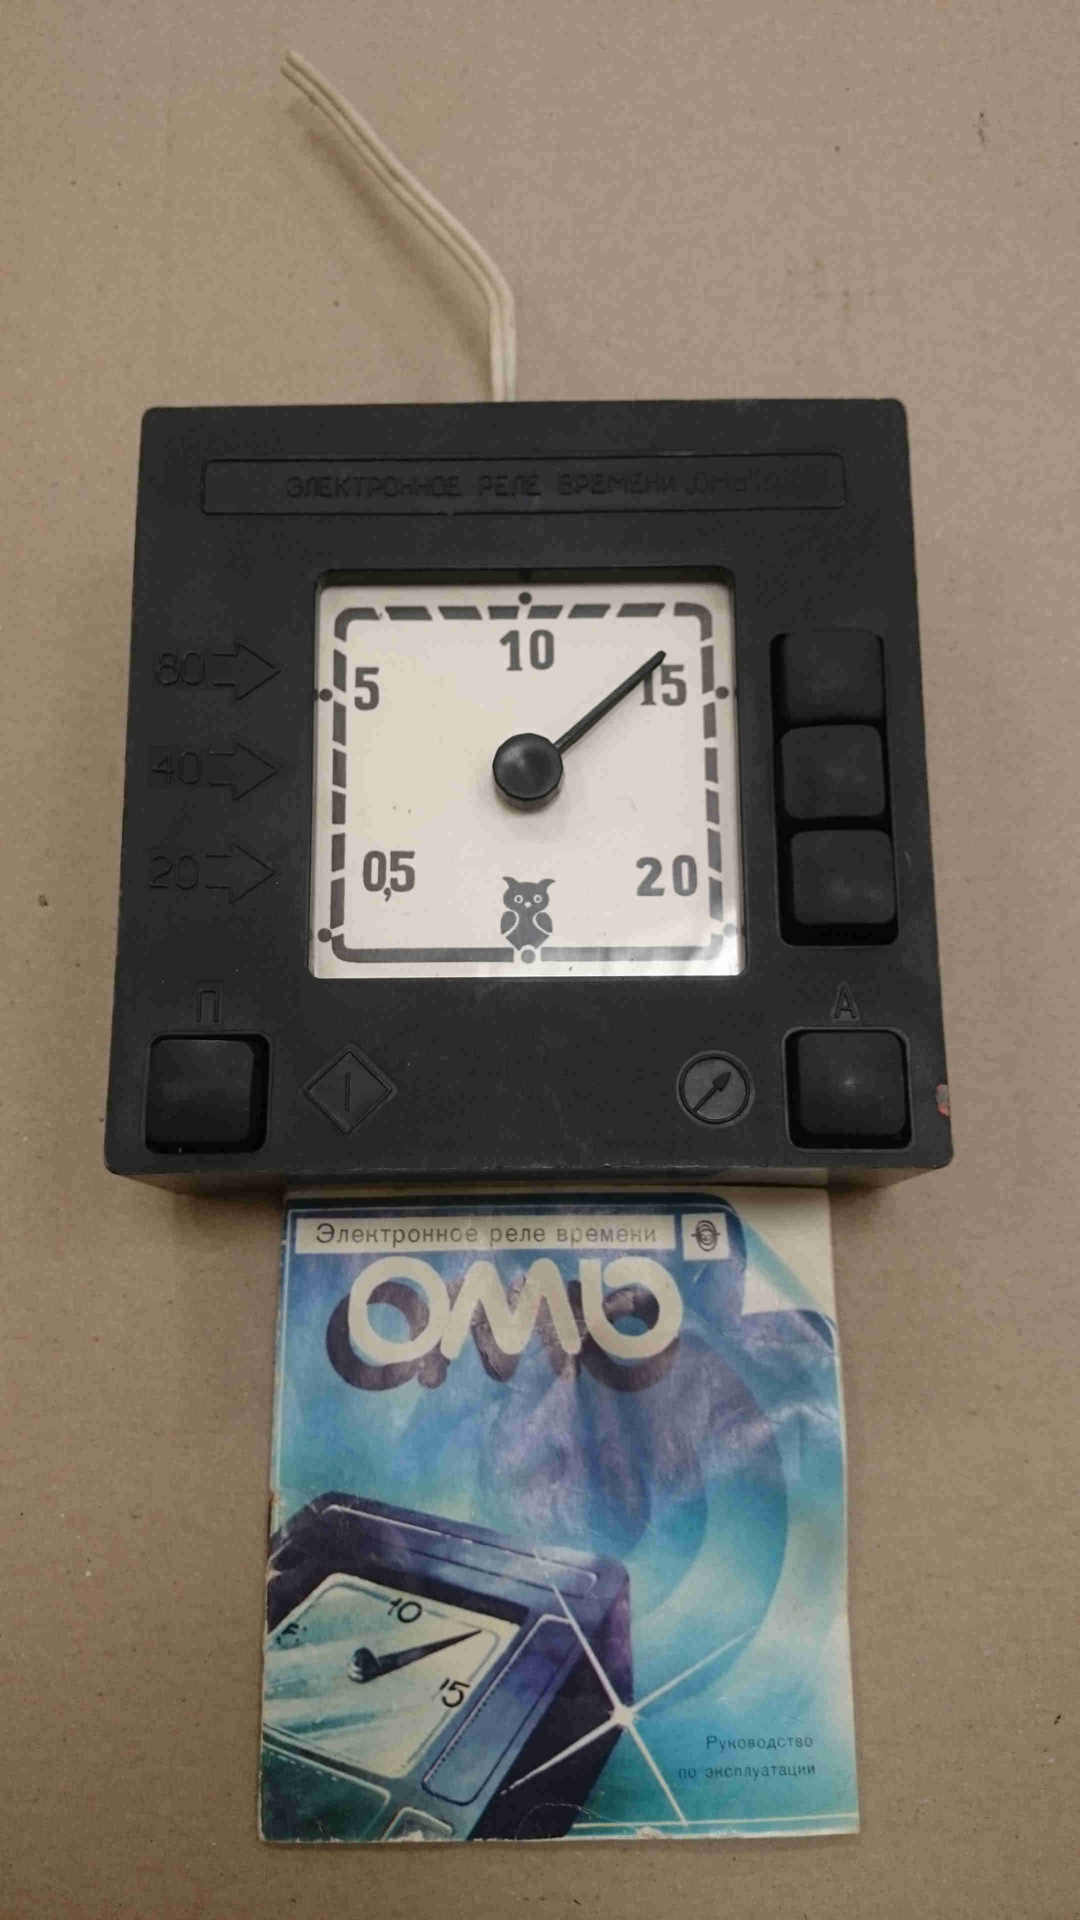 ЭЛЕКТРОННОЕ РЕЛЕ ВРЕМЕНИ „ОМЬ"
10
5
15
0,5
20
80
40
20
П
А
Электронное реле времени
омь
10
15
Руководство
по эксплуатации